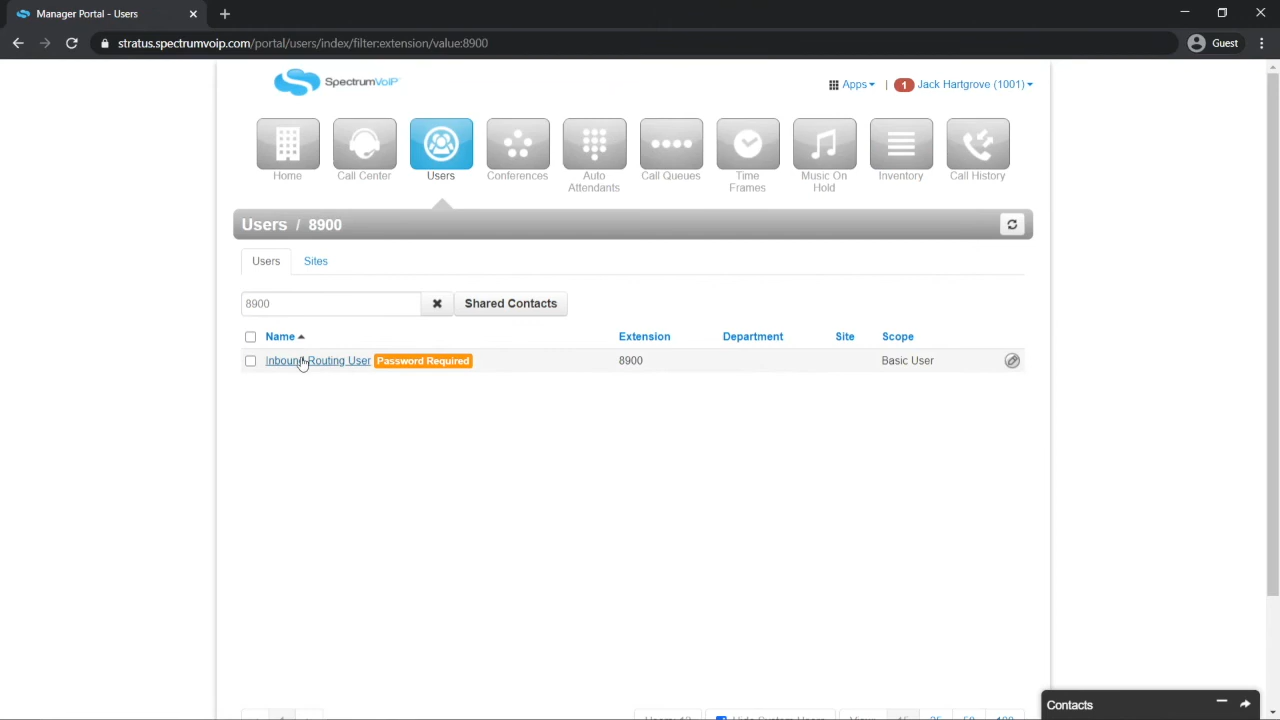 Manager Portal - Users
stratus.spectrumvoip.com/portal/users/index/filter:extension/value:8900
Guest
SpectrumVoIP
Apps
1
Jack Hartgrove (1001)
Home
Call Center
Users
Conferences
Auto
Attendants
Call Queues
Time
Frames
Music On
Hold
Inventory
Call History
Users / 8900
Users
Sites
8900
Shared Contacts
Name
Extension
Department
Site
Scope
Inbound Routing User
Password Required
8900
Basic User
Contacts